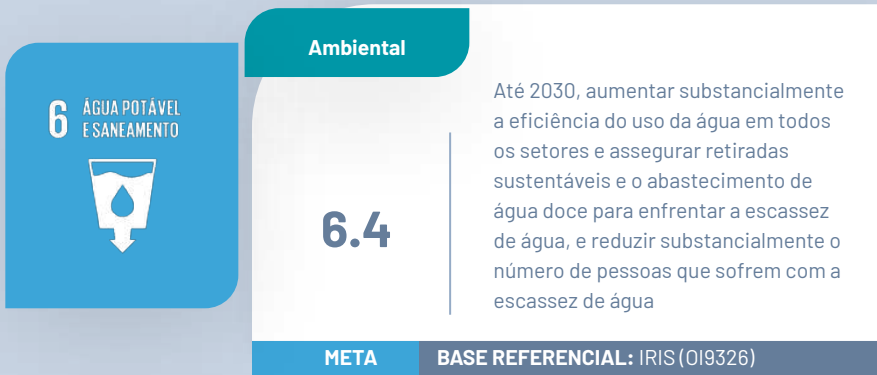 6 ÁGUA POTÁVEL
E SANEAMENTO
Ambiental
6.4
Até 2030, aumentar substancialmente
a eficiência do uso da água em todos
os setores e assegurar retiradas
sustentáveis e o abastecimento de
água doce para enfrentar a escassez
de água, e reduzir substancialmente o
número de pessoas que sofrem com a
escassez de água
META
BASE REFERENCIAL: IRIS (OI9326)